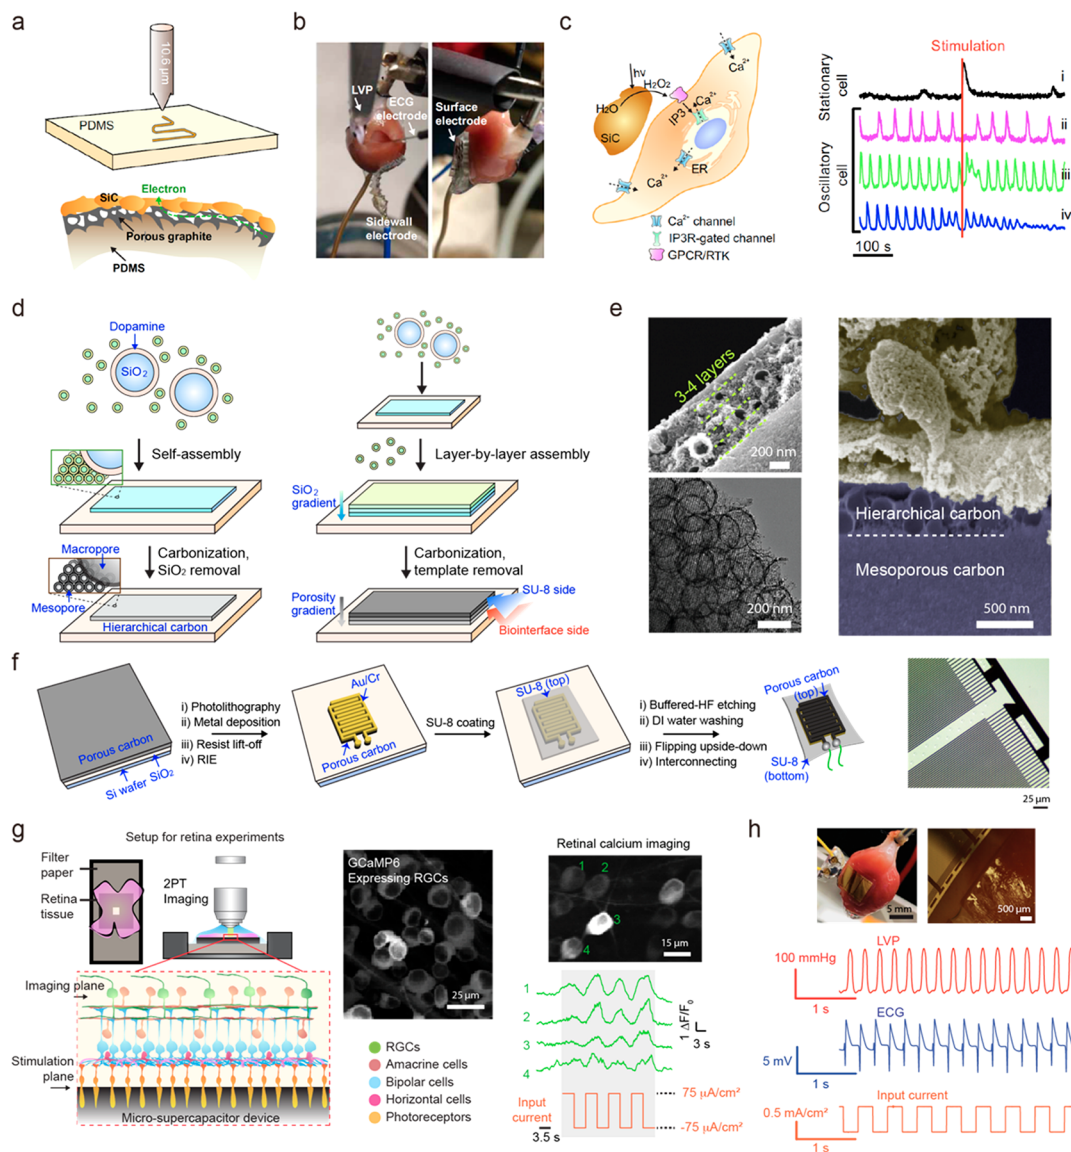 a
10.6 μm
PDMS
SiC
Electron
Porous graphite
PDMS
b
LVP
ECG
electrode
Sidewall
electrode
Surface
electrode
c
hν
H₂O₂
H₂O
SiC
IP3
Ca²⁺
Ca²⁺
ER
Ca²⁺
Ca²⁺ channel
IP3R-gated channel
GPCR/RTK
Stimulation
Stationary
cell
Oscillatory
cell
i
ii
iii
iv
100 s
d
Dopamine
SiO₂
Self-assembly
Macropore
Mesopore
Carbonization,
SiO₂ removal
Hierarchical carbon
Layer-by-layer assembly
SiO₂
gradient
Carbonization,
template removal
Porosity
gradient
SU-8 side
Biointerface side
e
3-4 layers
200 nm
200 nm
Hierarchical carbon
Mesoporous carbon
500 nm
f
Porous carbon
Si wafer
SiO₂
i) Photolithography
ii) Metal deposition
iii) Resist lift-off
iv) RIE
Au/Cr
Porous carbon
SU-8 coating
SU-8 (top)
i) Buffered-HF etching
ii) DI water washing
iii) Flipping upside-down
iv) Interconnecting
Porous carbon
(top)
SU-8
(bottom)
25 μm
g
Setup for retina experiments
Filter
paper
Retina
tissue
2PT
Imaging
Imaging plane
Stimulation
plane
Micro-supercapacitor device
GCaMP6
Expressing RGCs
25 μm
RGCs
Amacrine cells
Bipolar cells
Horizontal cells
Photoreceptors
Retinal calcium imaging
1
2
3
4
15 μm
1
2
3
4
1 ΔF/F₀
3 s
Input
current
3.5 s
75 μA/cm²
-75 μA/cm²
h
5 mm
500 μm
LVP
100 mmHg
1 s
ECG
5 mV
1 s
Input current
0.5 mA/cm²
1 s